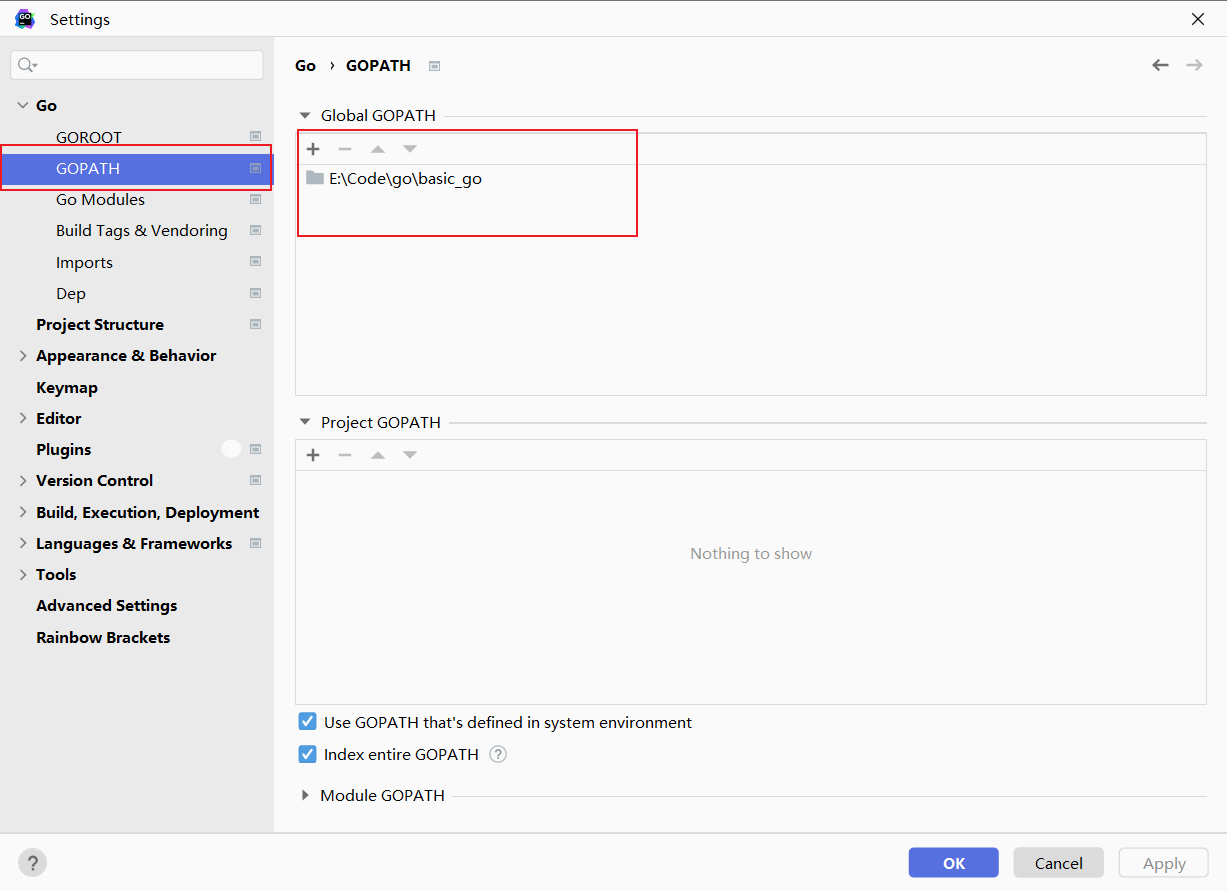 Settings
Go
GOROOT
GOPATH
Go Modules
Build Tags & Vendoring
Imports
Dep
Project Structure
Appearance & Behavior
Keymap
Editor
Plugins
Version Control
Build, Execution, Deployment
Languages & Frameworks
Tools
Advanced Settings
Rainbow Brackets
Go › GOPATH
Global GOPATH
E:\Code\go\basic_go
Project GOPATH
Nothing to show
Use GOPATH that's defined in system environment
Index entire GOPATH ?
Module GOPATH
?
OK
Cancel
Apply